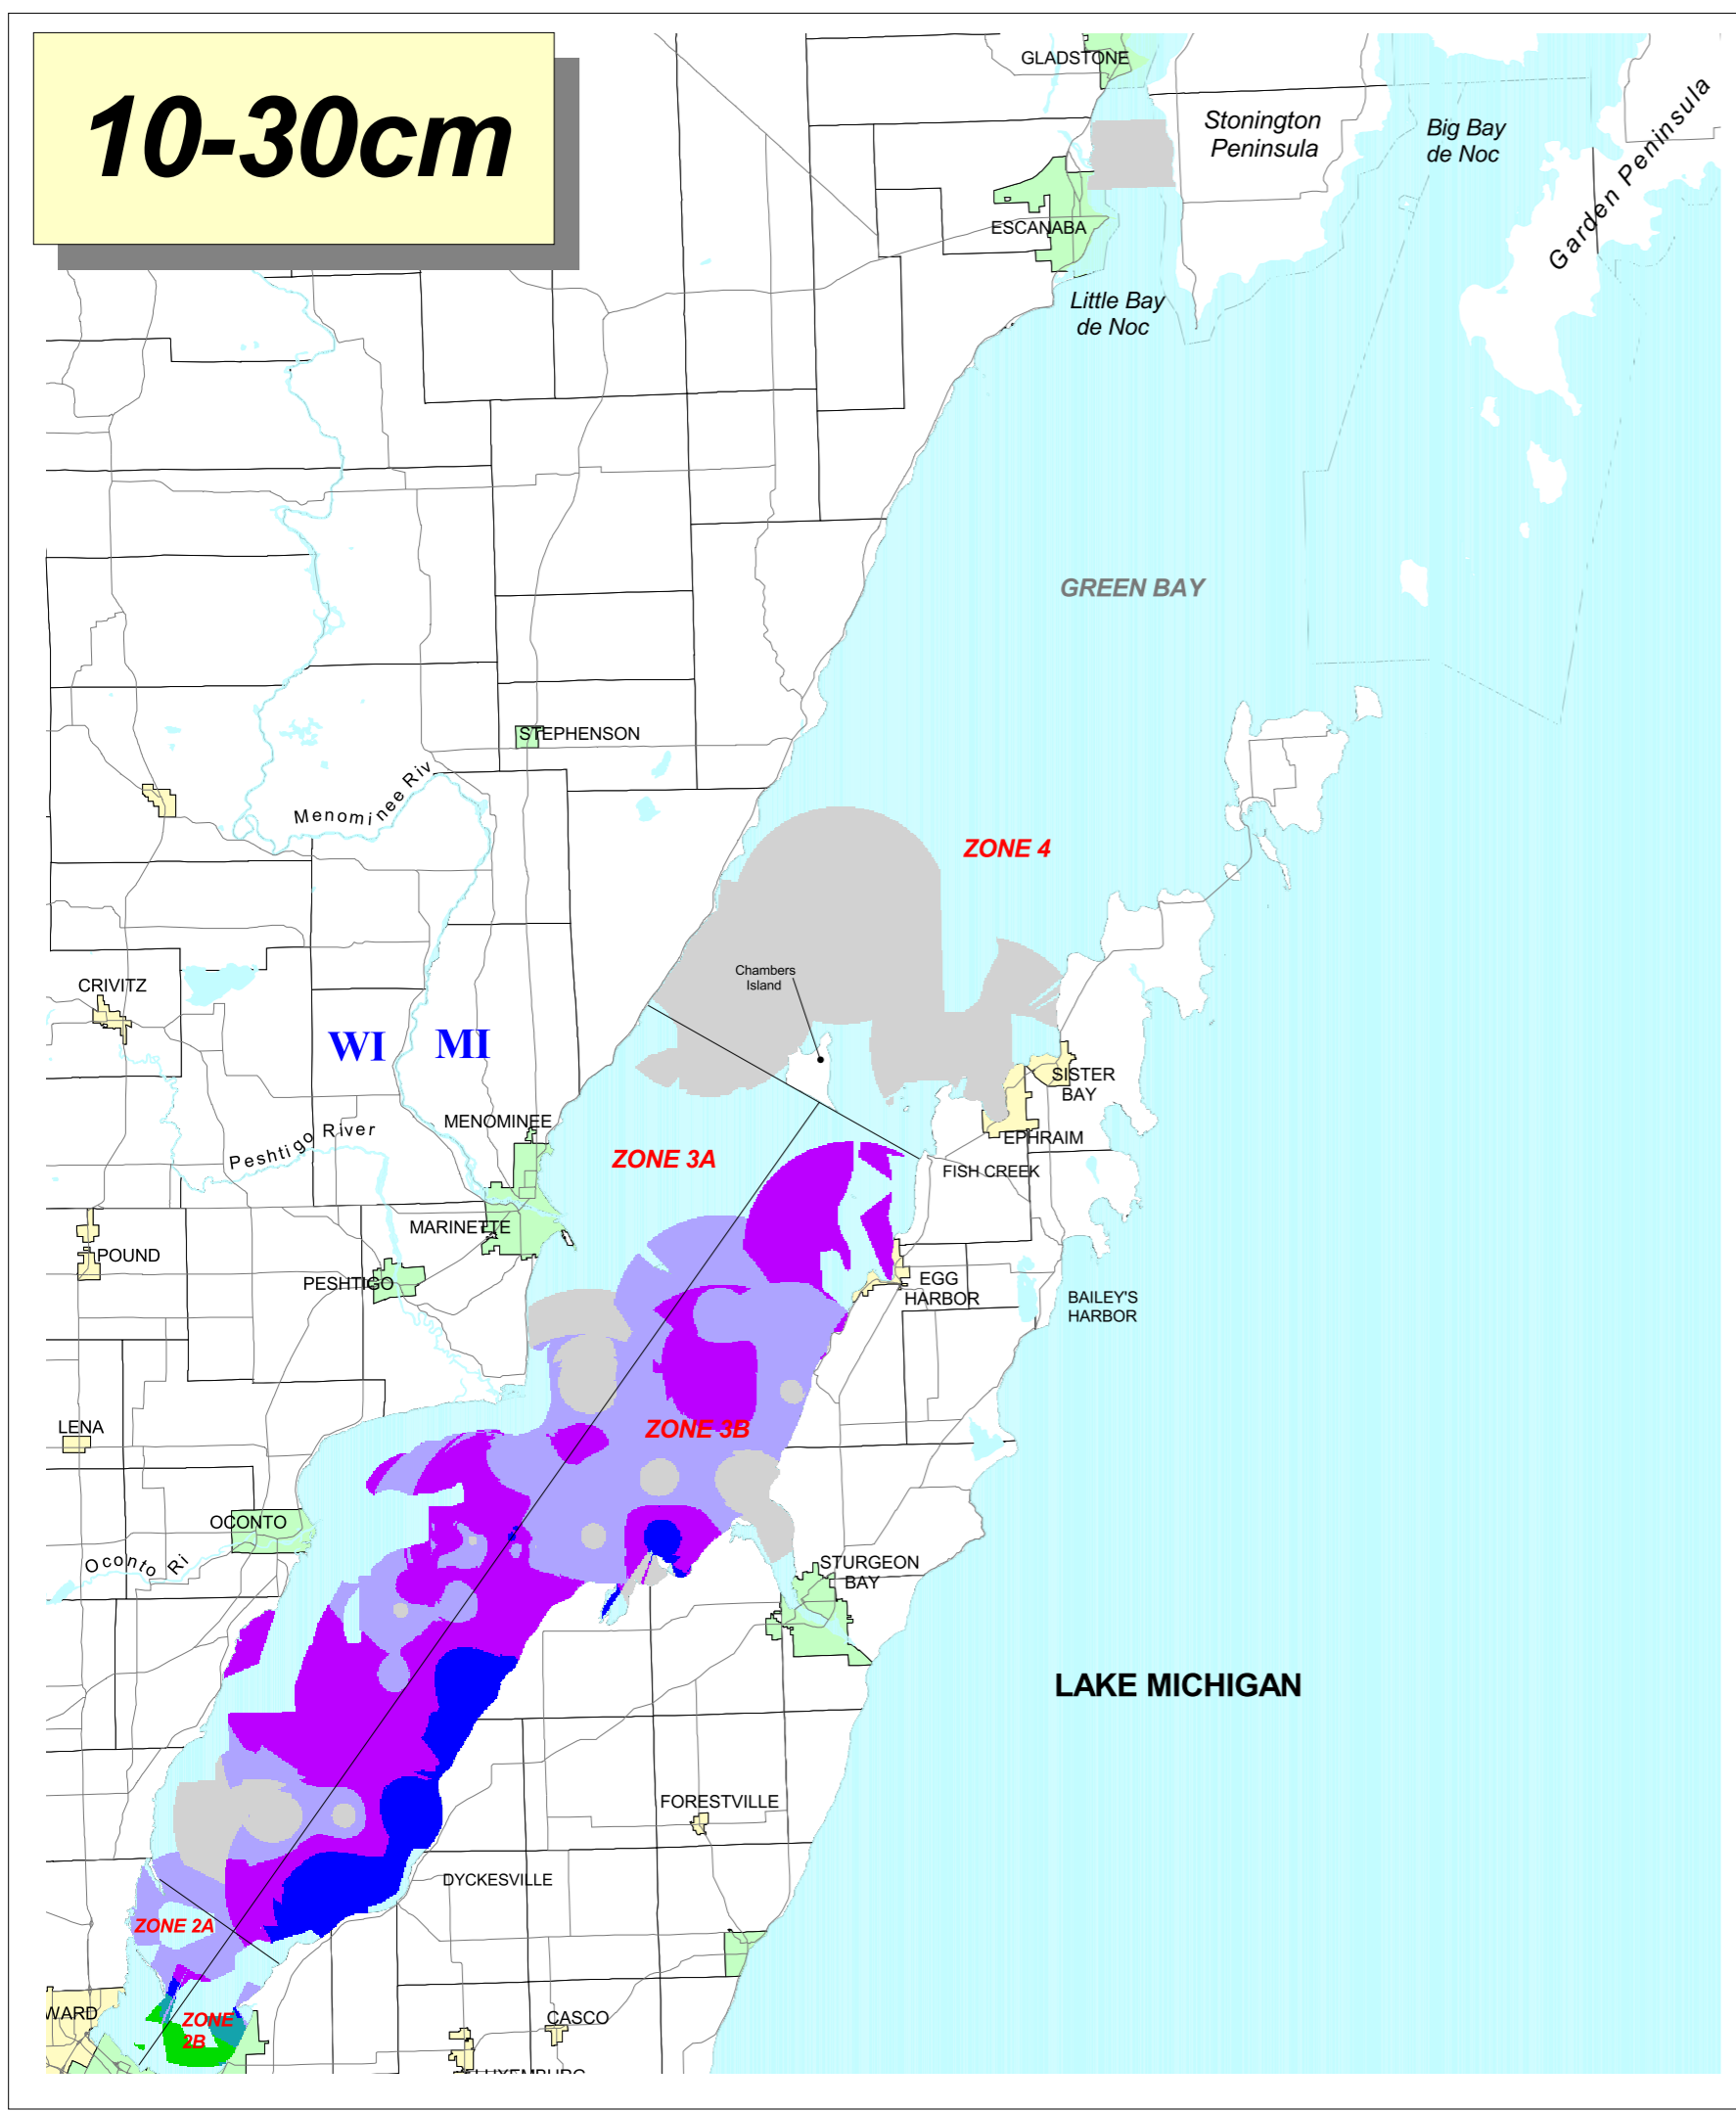 10-30cm
GLADSTONE
Stonington
Peninsula
Big Bay
de Noc
Garden Peninsula
ESCANABA
Little Bay
de Noc
GREEN BAY
STEPHENSON
Menominee Riv
ZONE 4
Chambers
Island
CRIVITZ
WI
MI
SISTER
BAY
MENOMINEE
Peshtigo River
EPHRAIM
ZONE 3A
FISH CREEK
MARINETTE
POUND
PESHTIGO
EGG
HARBOR
BAILEY'S
HARBOR
LENA
ZONE 3B
OCONTO
Oconto Ri
STURGEON
BAY
LAKE MICHIGAN
FORESTVILLE
DYCKESVILLE
ZONE 2A
WARD
ZONE
2B
CASCO